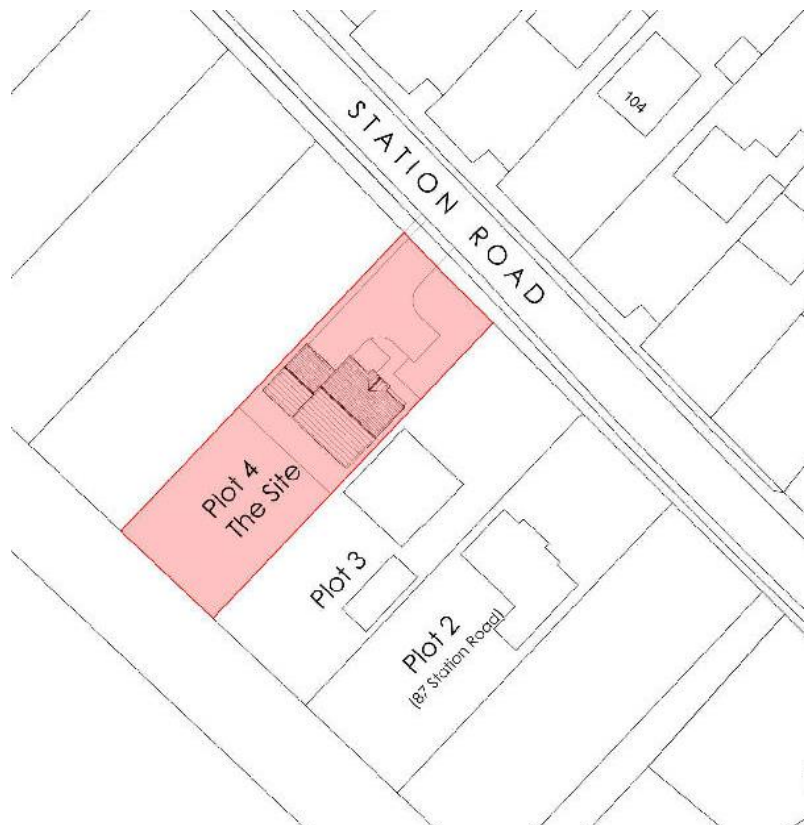 104
STATION ROAD
Plot 4
The Site
Plot 3
Plot 2
(87 Station Road)